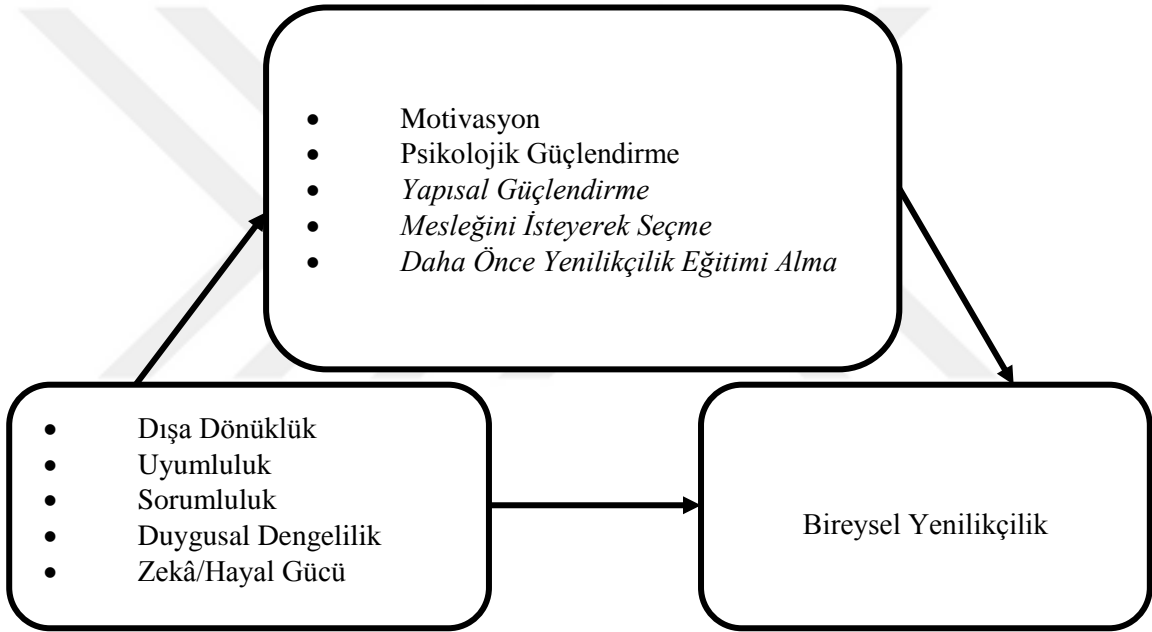 • Motivasyon
• Psikolojik Güçlendirme
• Yapısal Güçlendirme
• Mesleğini İsteyerek Seçme
• Daha Önce Yenilikçilik Eğitimi Alma
• Dışa Dönüklük
• Uyumluluk
• Sorumluluk
• Duygusal Dengelilik
• Zekâ/Hayal Gücü
Bireysel Yenilikçilik